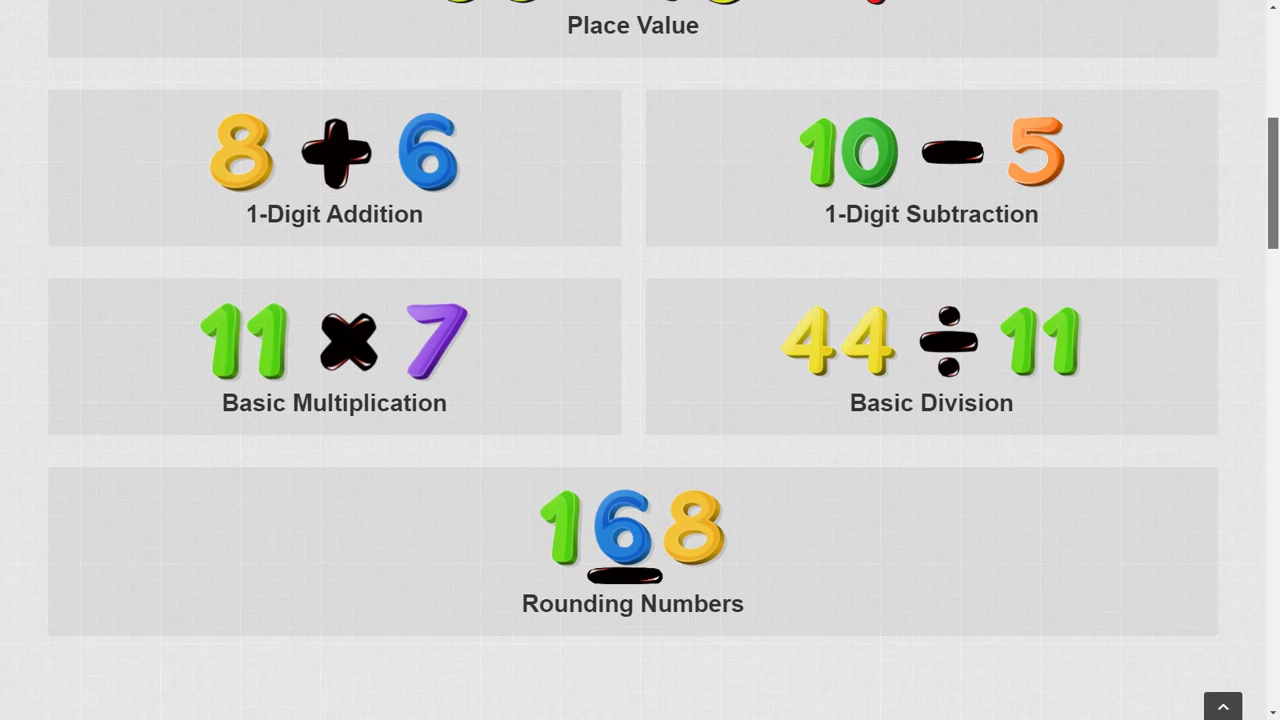 Place Value
8 + 6
1-Digit Addition
10 - 5
1-Digit Subtraction
11 × 7
Basic Multiplication
44 ÷ 11
Basic Division
168
Rounding Numbers